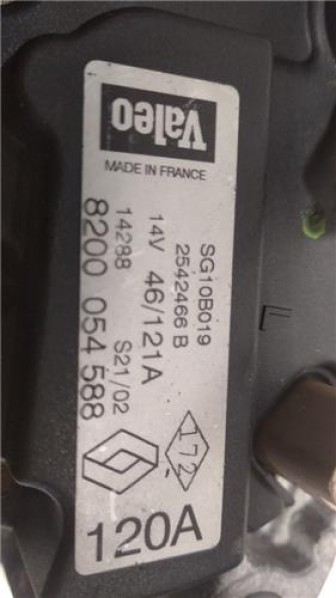 Valeo
MADE IN FRANCE
SG10B019
2542466 B
14V 46/121A
14288 S21/02
8200 054 588
172
120A
F